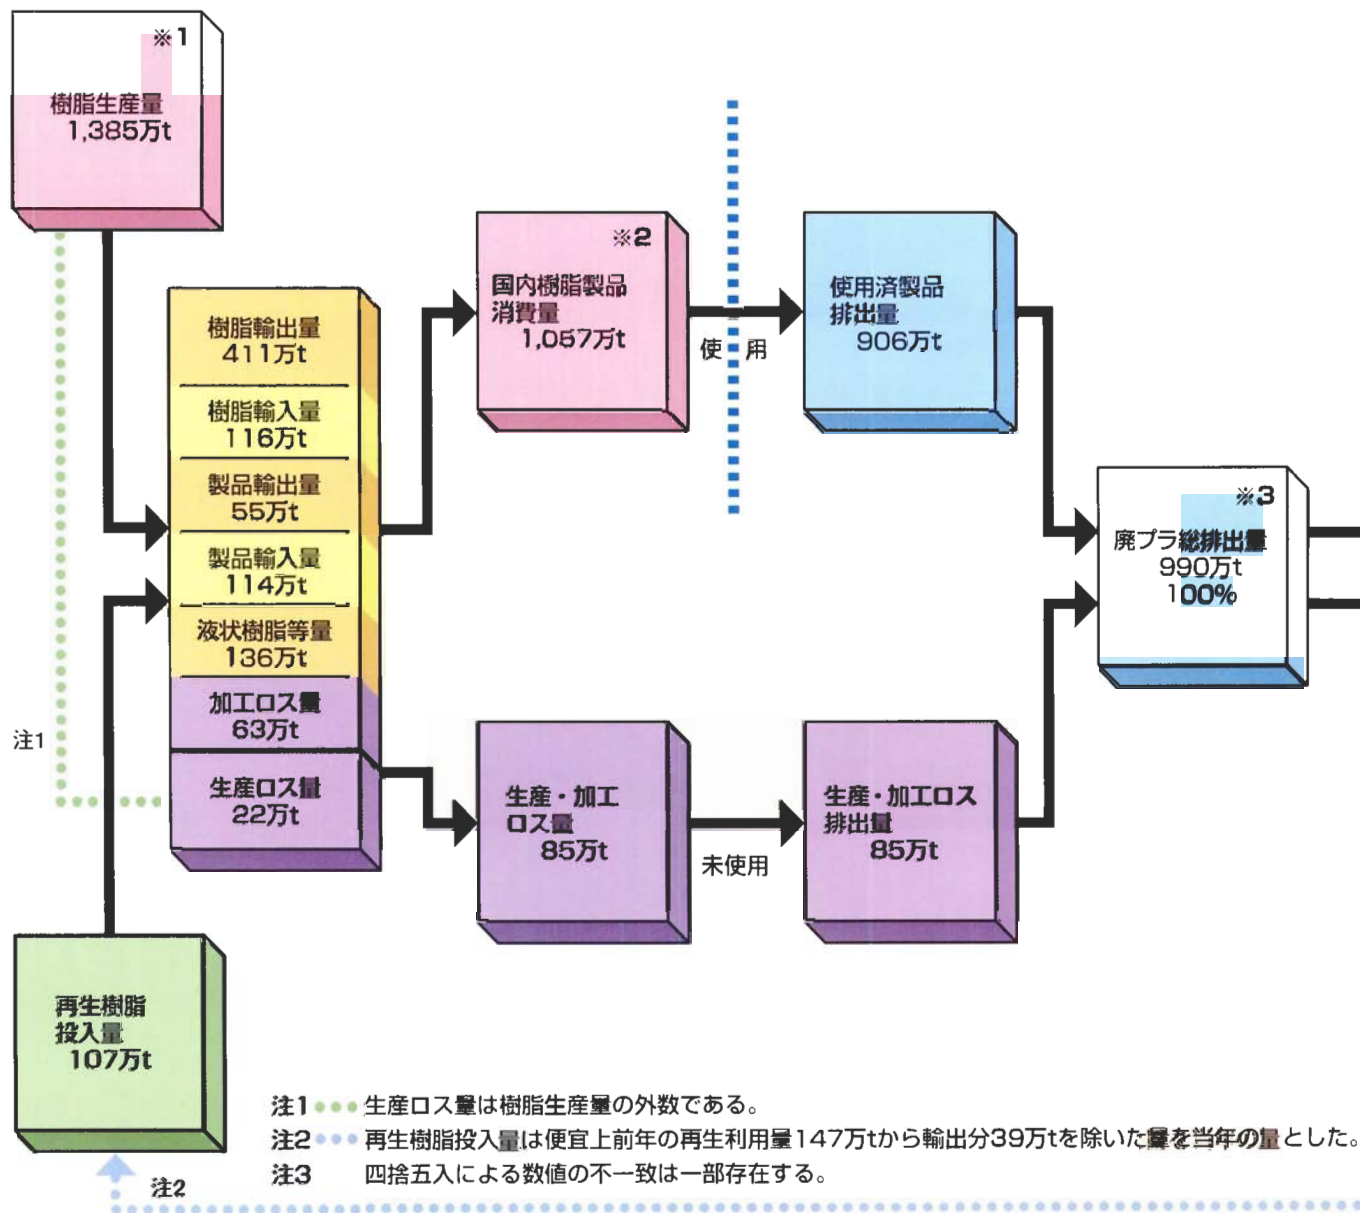 ※1
樹脂生産量
1,385万t
樹脂輸出量
411万t
樹脂輸入量
116万t
製品輸出量
55万t
製品輸入量
114万t
液状樹脂等量
136万t
加工ロス量
63万t
生産ロス量
22万t
注1
再生樹脂
投入量
107万t
※2
国内樹脂製品
消費量
1,057万t
使用
使用済製品
排出量
906万t
生産・加工
ロス量
85万t
未使用
生産・加工ロス
排出量
85万t
※3
廃プラ総排出量
990万t
100%
注1 生産ロス量は樹脂生産量の外数である。
注2 再生樹脂投入量は便宜上前年の再生利用量147万tから輸出分39万tを除いた量を当年の量とした。
注3 四捨五入による数値の不一致は一部存在する。
注2